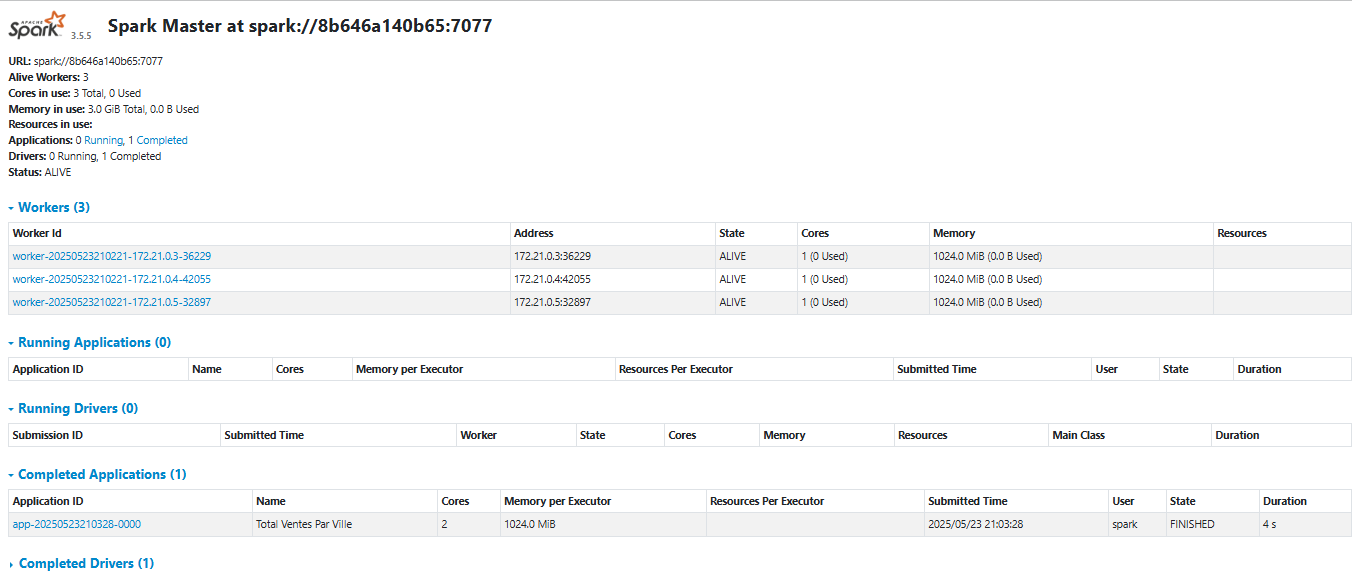 APACHE
Spark 3.5.5 Spark Master at spark://8b646a140b65:7077
URL: spark://8b646a140b65:7077
Alive Workers: 3
Cores in use: 3 Total, 0 Used
Memory in use: 3.0 GiB Total, 0.0 B Used
Resources in use:
Applications: 0 Running, 1 Completed
Drivers: 0 Running, 1 Completed
Status: ALIVE
Workers (3)
Worker Id Address State Cores Memory Resources
worker-20250523210221-172.21.0.3-36229 172.21.0.3:36229 ALIVE 1 (0 Used) 1024.0 MiB (0.0 B Used)
worker-20250523210221-172.21.0.4-42055 172.21.0.4:42055 ALIVE 1 (0 Used) 1024.0 MiB (0.0 B Used)
worker-20250523210221-172.21.0.5-32897 172.21.0.5:32897 ALIVE 1 (0 Used) 1024.0 MiB (0.0 B Used)
Running Applications (0)
Application ID Name Cores Memory per Executor Resources Per Executor Submitted Time User State Duration
Running Drivers (0)
Submission ID Submitted Time Worker State Cores Memory Resources Main Class Duration
Completed Applications (1)
Application ID Name Cores Memory per Executor Resources Per Executor Submitted Time User State Duration
app-20250523210328-0000 Total Ventes Par Ville 2 1024.0 MiB 2025/05/23 21:03:28 spark FINISHED 4 s
Completed Drivers (1)